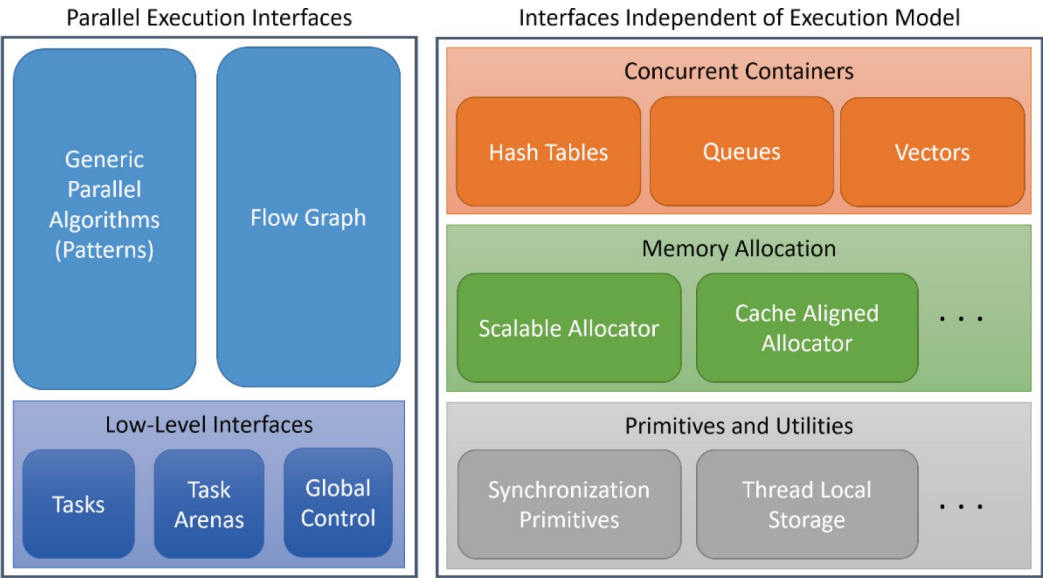 Parallel Execution Interfaces
Generic
Parallel
Algorithms
(Patterns)
Flow Graph
Low-Level Interfaces
Tasks
Task
Arenas
Global
Control
Interfaces Independent of Execution Model
Concurrent Containers
Hash Tables
Queues
Vectors
Memory Allocation
Scalable Allocator
Cache Aligned
Allocator
. . .
Primitives and Utilities
Synchronization
Primitives
Thread Local
Storage
. . .